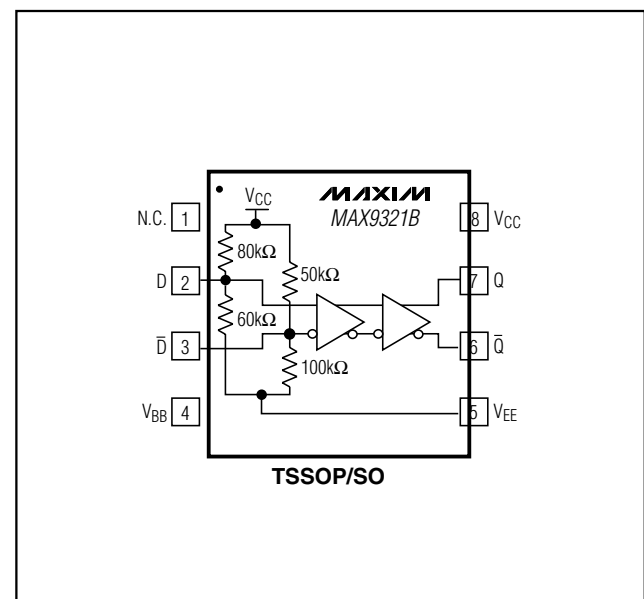 MAXIM
MAX9321B
V_CC
N.C. 1
8 V_CC
80kΩ
50kΩ
D 2
7 Q
60kΩ
D̅ 3
6 Q̅
100kΩ
V_BB 4
5 V_EE
TSSOP/SO